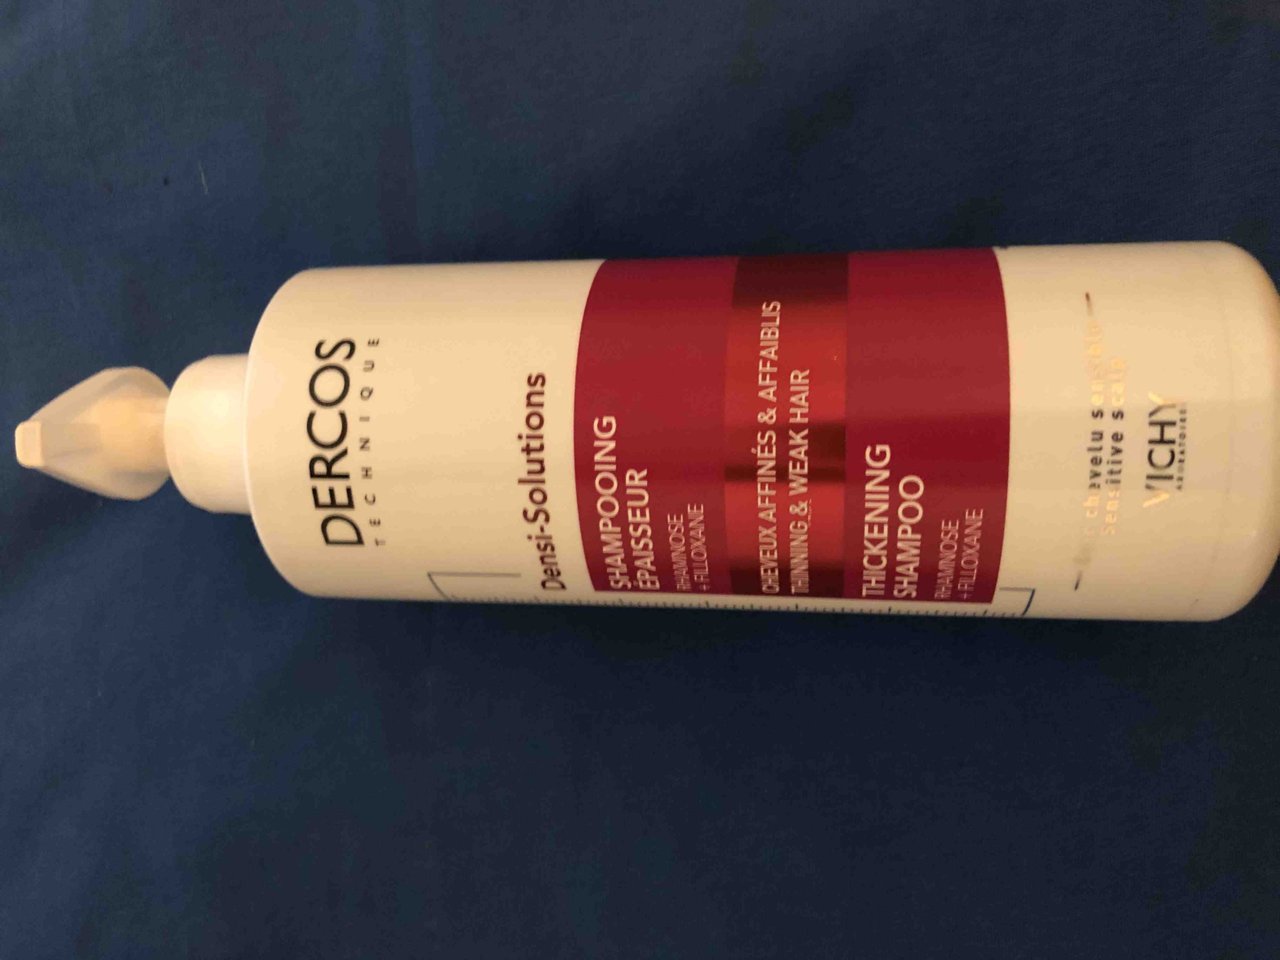 DERCOS
TECHNIQUE
Densi-Solutions
SHAMPOOING
ÉPAISSEUR
RHAMNOSE
+ FILLOXANE
CHEVEUX AFFINÉS & AFFAIBLIS
THINNING & WEAK HAIR
THICKENING
SHAMPOO
RHAMNOSE
+ FILLOXANE
Sensitive scalp
VICHY
LABORATOIRES